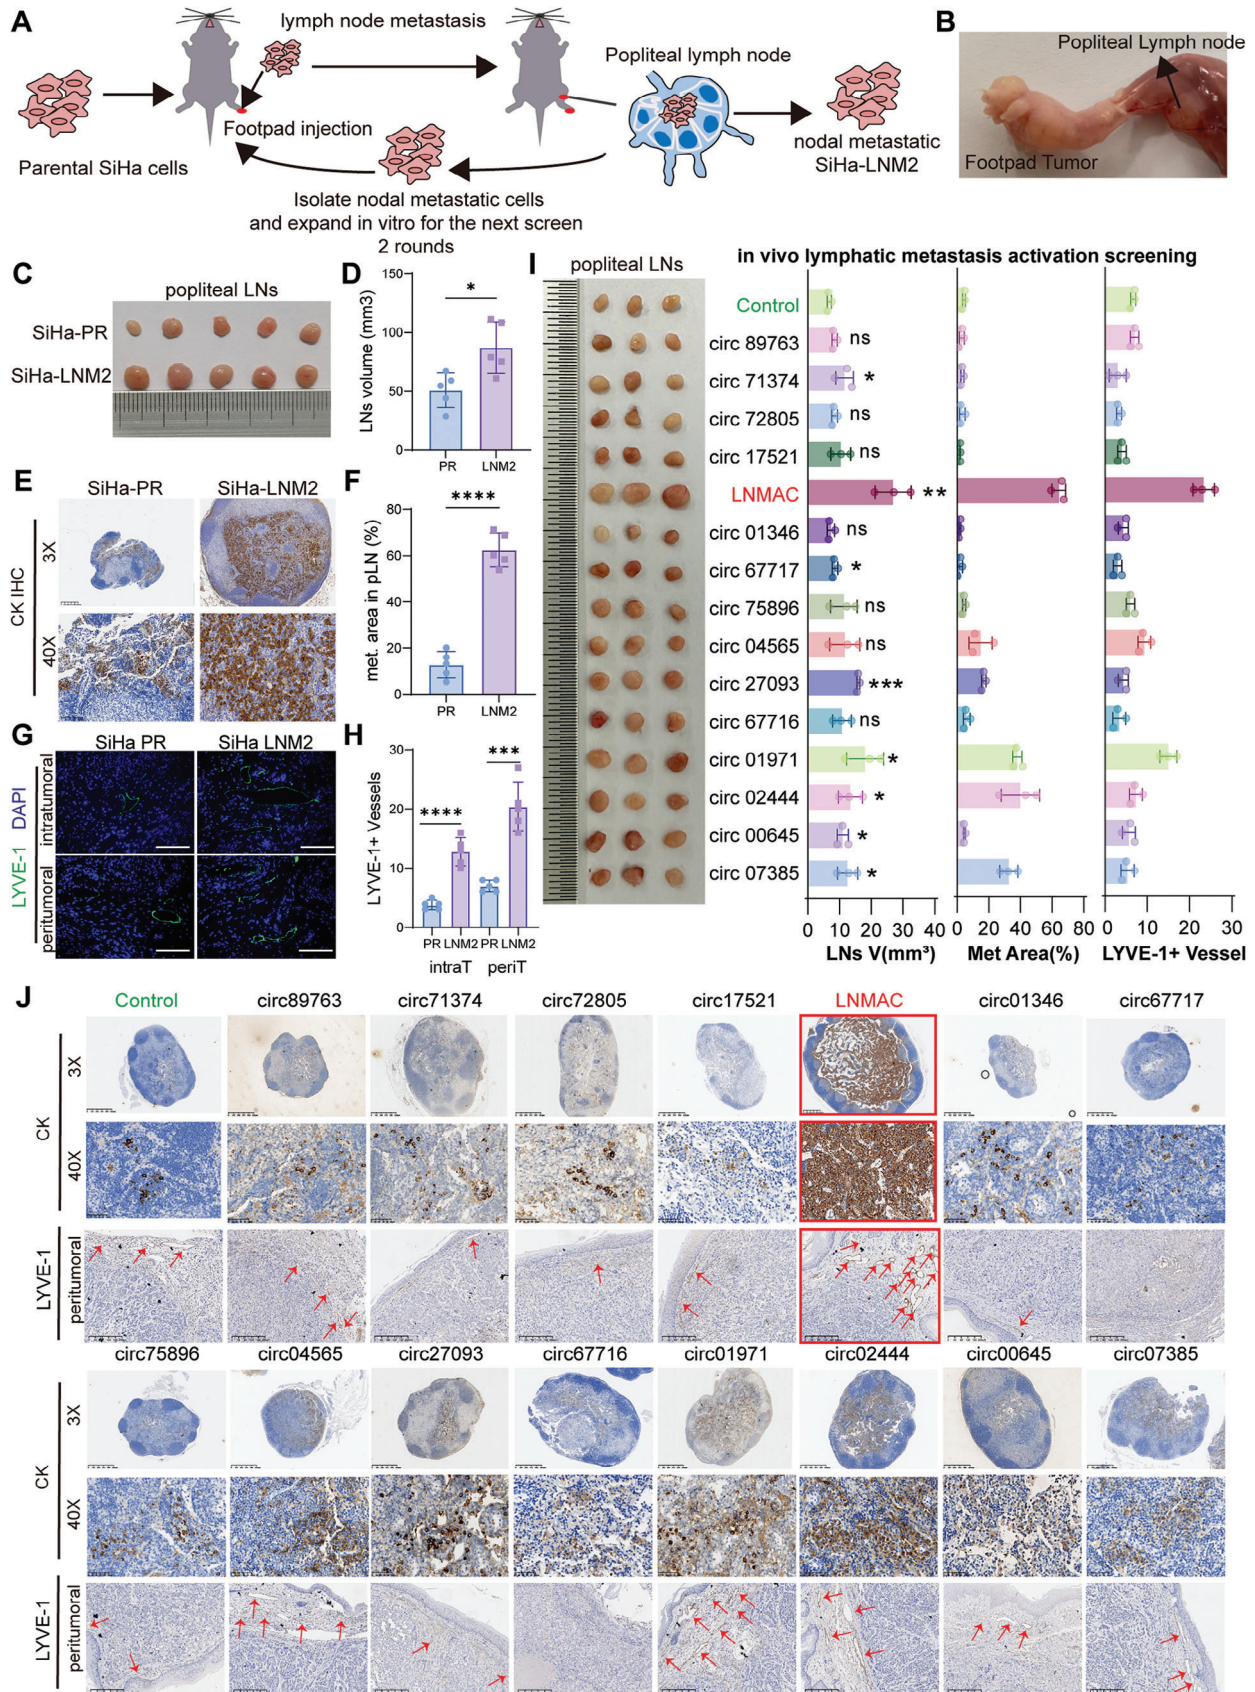 A
lymph node metastasis
Popliteal lymph node
Footpad injection
Parental SiHa cells
Isolate nodal metastatic cells
and expand in vitro for the next screen
2 rounds
nodal metastatic
SiHa-LNM2
B
Popliteal Lymph node
Footpad Tumor
C
popliteal LNs
SiHa-PR
SiHa-LNM2
D
LNs volume (mm3)
150
100
50
0
*
PR LNM2
E
SiHa-PR SiHa-LNM2
CK IHC
3X
40X
F
met. area in pLN (%)
80
60
40
20
0
****
PR LNM2
G
SiHa PR SiHa LNM2
LYVE-1 DAPI
intratumoral
peritumoral
H
LYVE-1+ Vessels
30
20
10
0
****
***
PR LNM2 PR LNM2
intraT periT
I
popliteal LNs
in vivo lymphatic metastasis activation screening
Control
circ 89763 ns
circ 71374 *
circ 72805 ns
circ 17521 ns
LNMAC **
circ 01346 ns
circ 67717 *
circ 75896 ns
circ 04565 ns
circ 27093 ***
circ 67716 ns
circ 01971 *
circ 02444 *
circ 00645 *
circ 07385 *
0 10 20 30 40
LNs V(mm³)
0 20 40 60 80
Met Area(%)
0 10 20 30
LYVE-1+ Vessel
J
Control circ89763 circ71374 circ72805 circ17521 LNMAC circ01346 circ67717
CK
3X
40X
LYVE-1
peritumoral
circ75896 circ04565 circ27093 circ67716 circ01971 circ02444 circ00645 circ07385
CK
3X
40X
LYVE-1
peritumoral